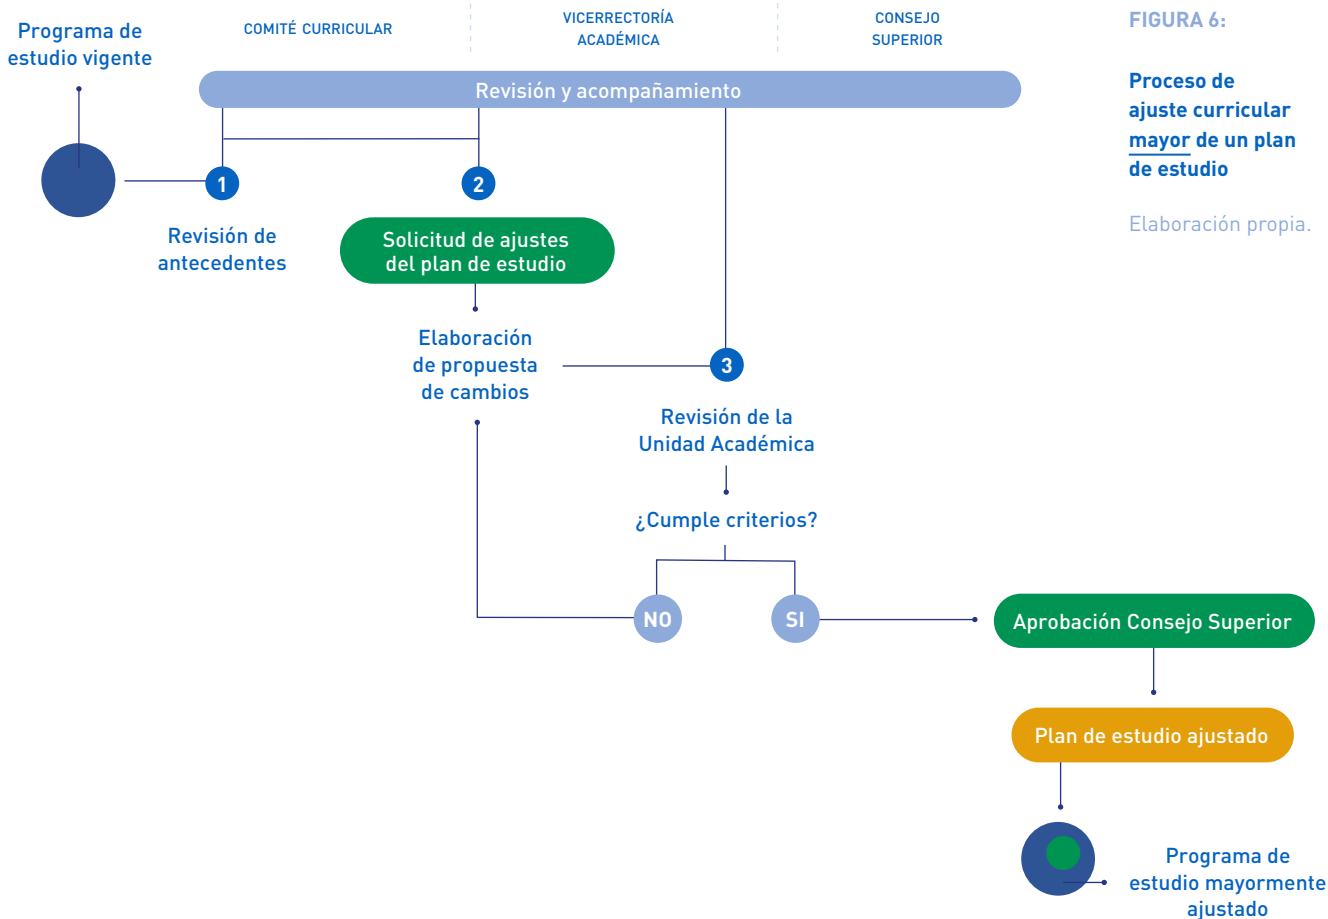 Programa de
estudio vigente
COMITÉ CURRICULAR
VICERRECTORÍA
ACADÉMICA
CONSEJO
SUPERIOR
FIGURA 6:
Proceso de
ajuste curricular
mayor de un plan
de estudio
Elaboración propia.
Revisión y acompañamiento
1
2
Revisión de
antecedentes
Solicitud de ajustes
del plan de estudio
Elaboración
de propuesta
de cambios
3
Revisión de la
Unidad Académica
¿Cumple criterios?
NO
SI
Aprobación Consejo Superior
Plan de estudio ajustado
Programa de
estudio mayormente
ajustado